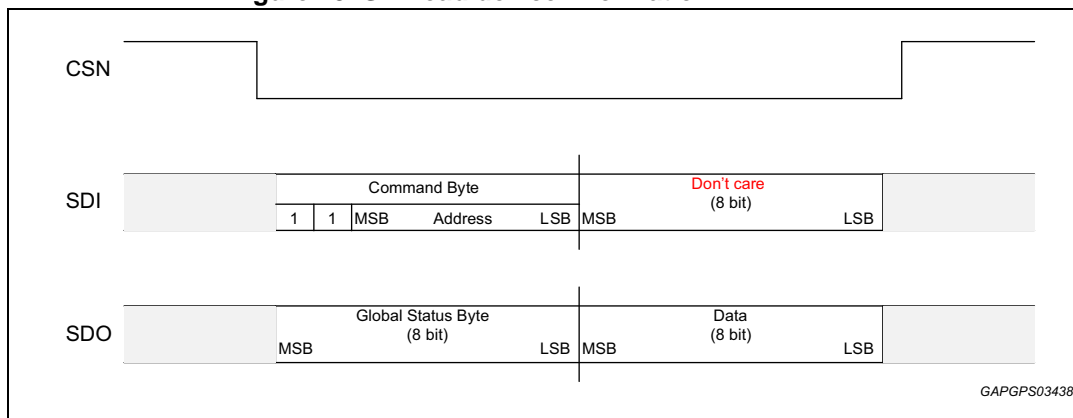 CSN
SDI
Command Byte
1 1 MSB Address LSB
Don't care
(8 bit)
MSB LSB
SDO
Global Status Byte
(8 bit)
MSB LSB
Data
(8 bit)
MSB LSB
GAPGPS03438